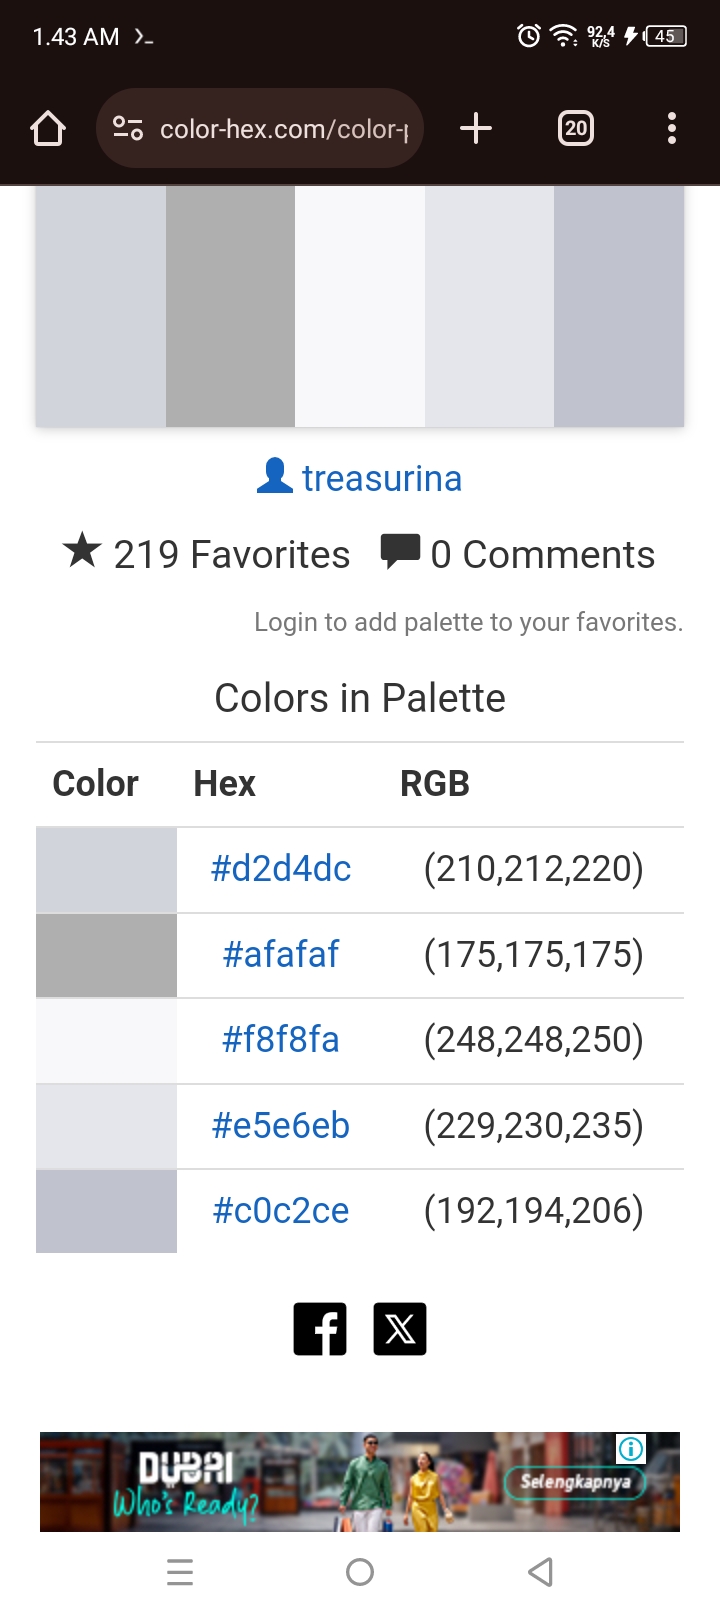 1.43 AM
92,4
K/S
45
color-hex.com/color-p
20
treasurina
219 Favorites 0 Comments
Login to add palette to your favorites.
Colors in Palette
Color Hex RGB
#d2d4dc (210,212,220)
#afafaf (175,175,175)
#f8f8fa (248,248,250)
#e5e6eb (229,230,235)
#c0c2ce (192,194,206)
DUBAI
Who's Ready?
Selengkapnya